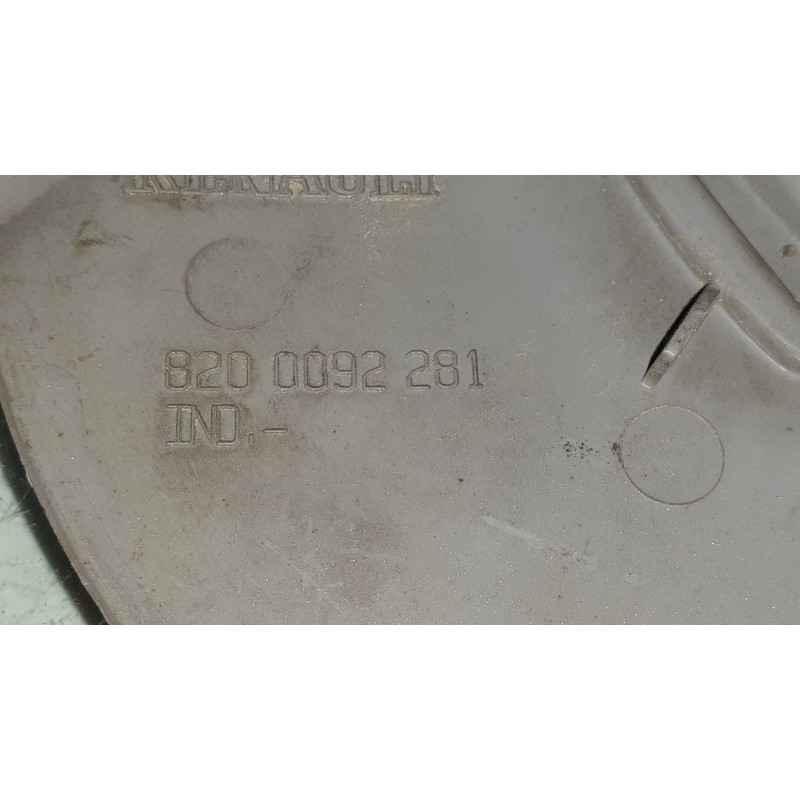 RENAULT
820 0092 281
IND.-